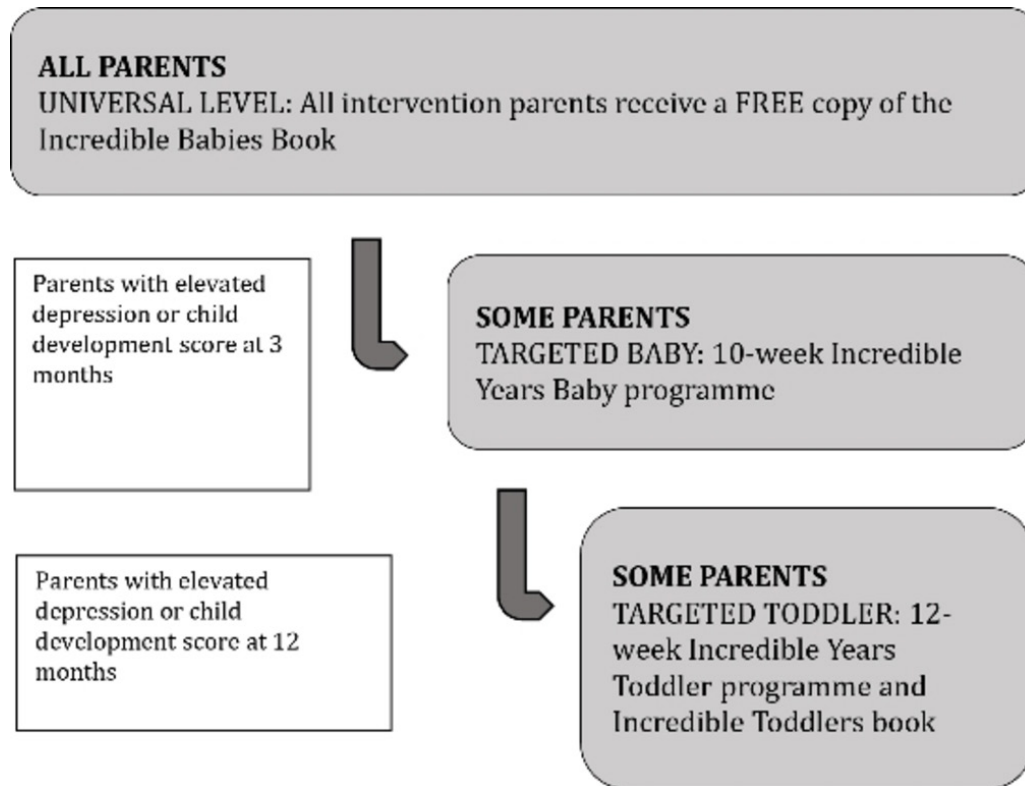 ALL PARENTS
UNIVERSAL LEVEL: All intervention parents receive a FREE copy of the
Incredible Babies Book
Parents with elevated
depression or child
development score at 3
months
SOME PARENTS
TARGETED BABY: 10-week Incredible
Years Baby programme
Parents with elevated
depression or child
development score at 12
months
SOME PARENTS
TARGETED TODDLER: 12-
week Incredible Years
Toddler programme and
Incredible Toddlers book